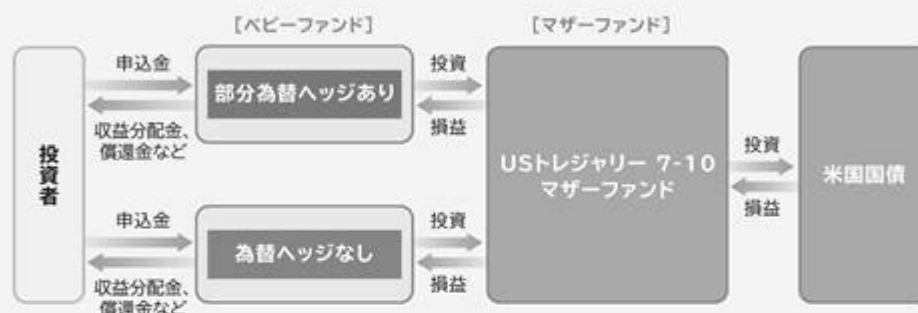 [ベビーファンド]
[マザーファンド]
投資者
申込金
収益分配金、
償還金など
部分為替ヘッジあり
投資
損益
申込金
収益分配金、
償還金など
為替ヘッジなし
投資
損益
USトレジャリー 7-10
マザーファンド
投資
損益
米国国債